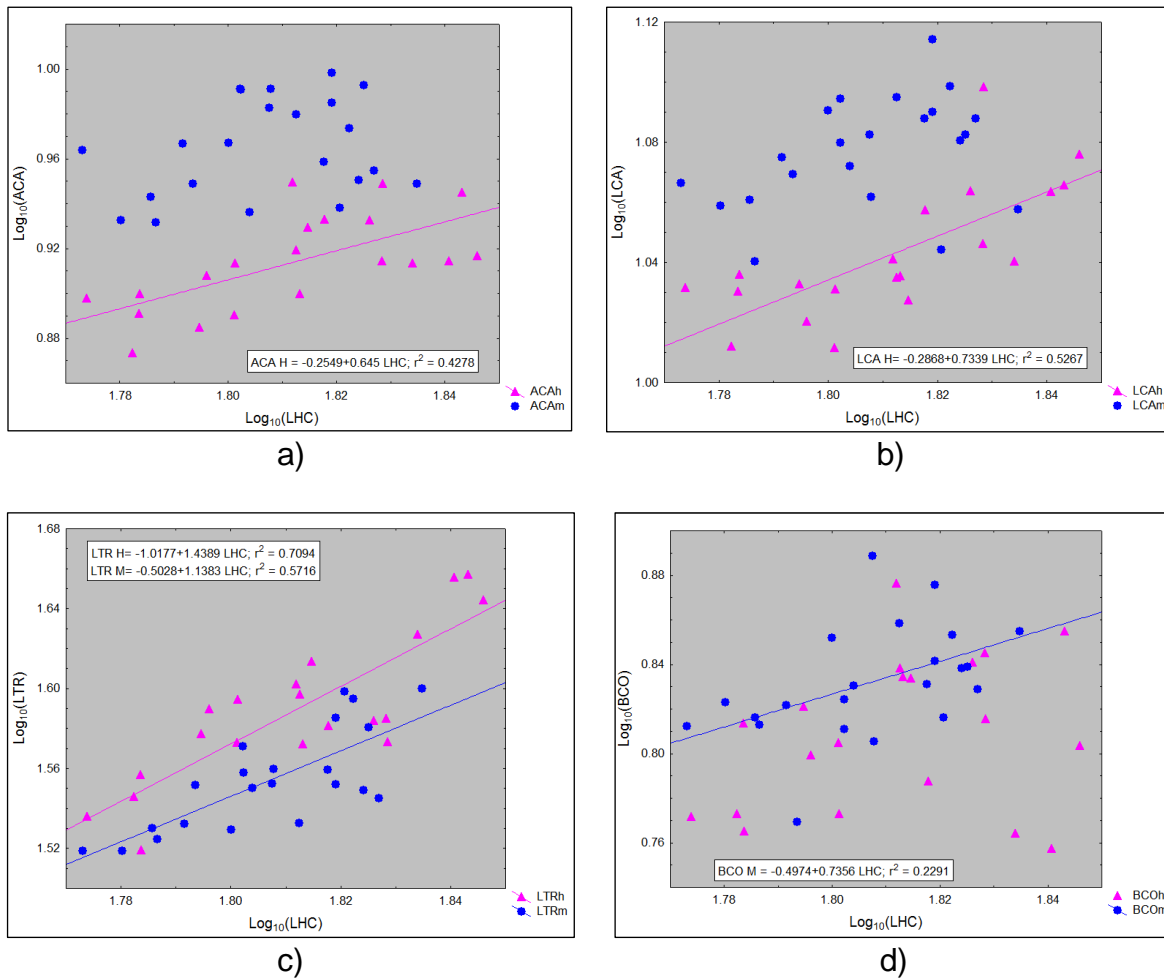 1.00
0.96
0.92
0.88
Log10(ACA)
ACA H = -0.2549+0.645 LHC; r2 = 0.4278
1.78 1.80 1.82 1.84
Log10(LHC)
ACAh
ACAm
a)
1.12
1.08
1.04
1.00
Log10(LCA)
LCA H= -0.2868+0.7339 LHC; r2 = 0.5267
1.78 1.80 1.82 1.84
Log10(LHC)
LCAh
LCAm
b)
1.68
1.64
1.60
1.56
1.52
Log10(LTR)
LTR H= -1.0177+1.4389 LHC; r2 = 0.7094
LTR M= -0.5028+1.1383 LHC; r2 = 0.5716
1.78 1.80 1.82 1.84
Log10(LHC)
LTRh
LTRm
c)
0.88
0.84
0.80
0.76
Log10(BCO)
BCO M = -0.4974+0.7356 LHC; r2 = 0.2291
1.78 1.80 1.82 1.84
Log10(LHC)
BCOh
BCOm
d)